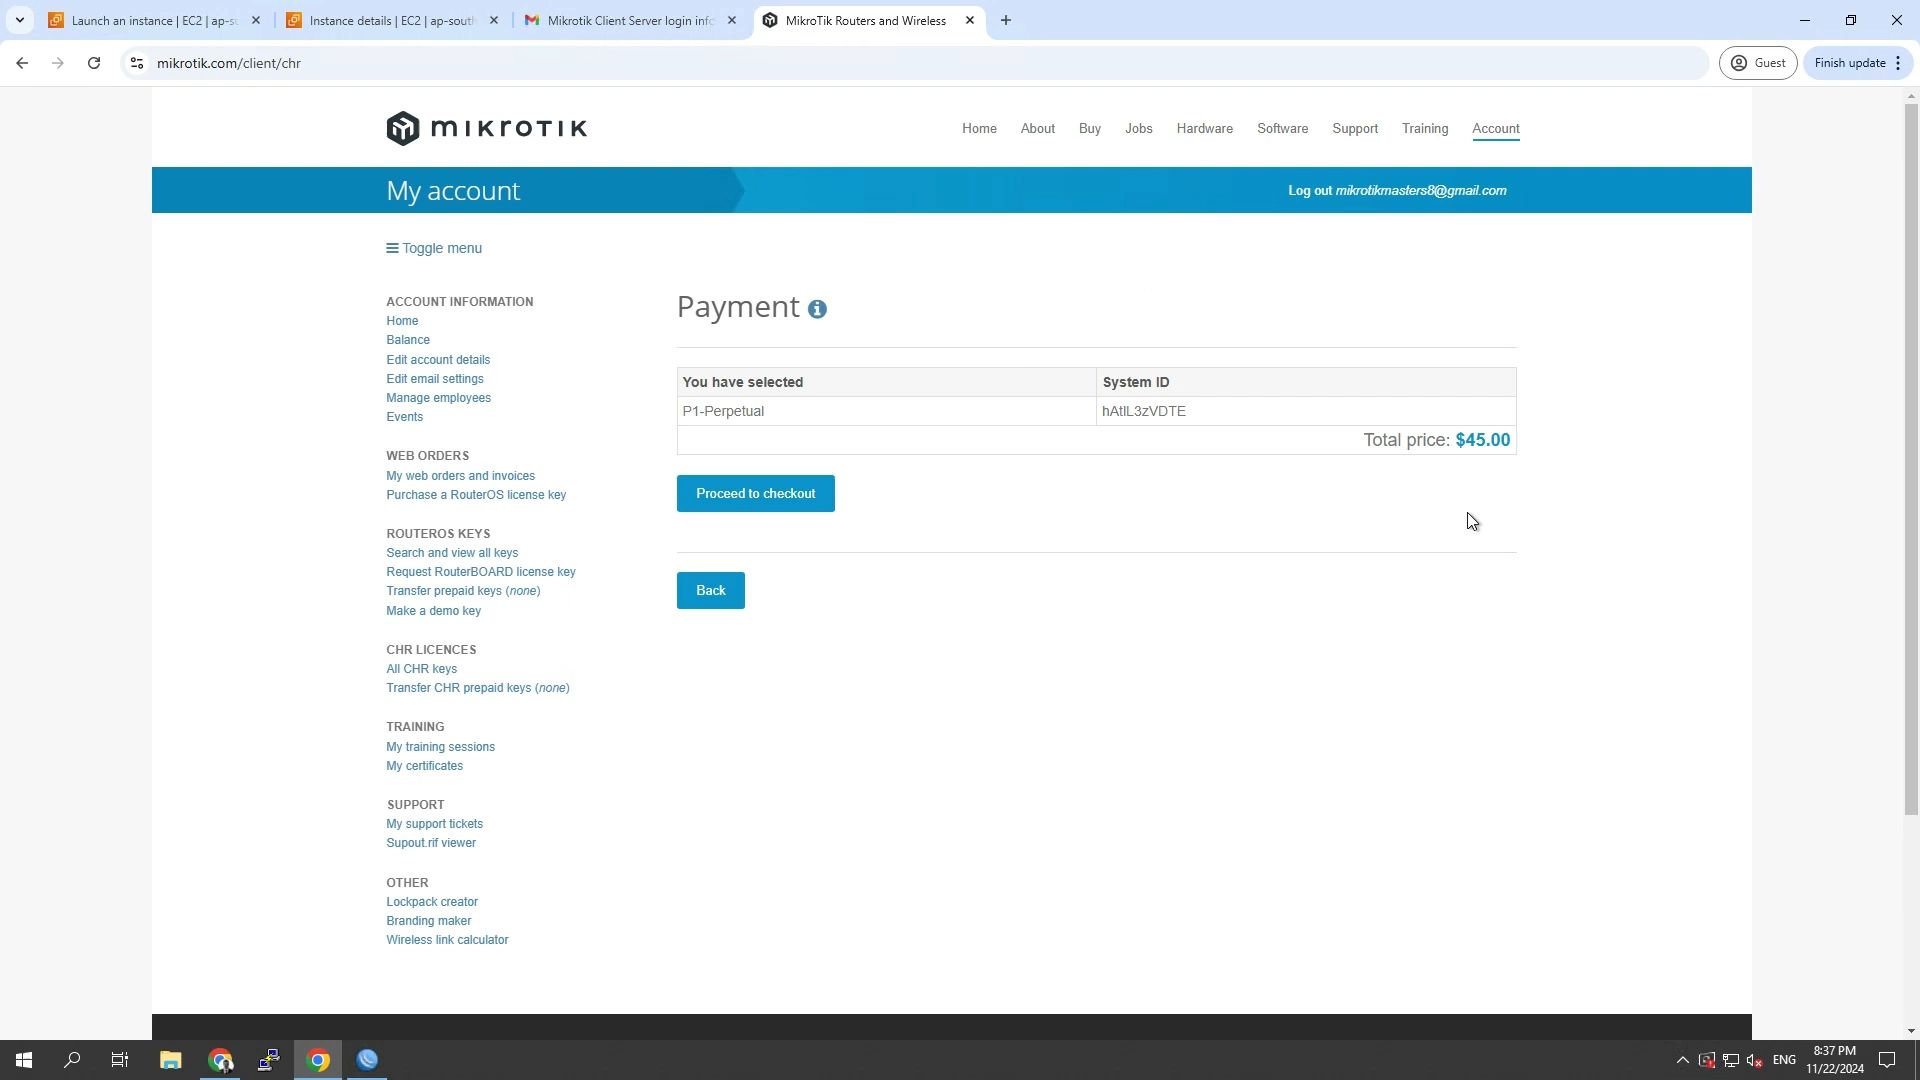 Launch an instance | EC2 | ap-su
Instance details | EC2 | ap-south
Mikrotik Client Server login info
MikroTik Routers and Wireless
mikrotik.com/client/chr
Guest
Finish update
MIKROTIK
Home About Buy Jobs Hardware Software Support Training Account
My account
Log out mikrotikmasters8@gmail.com
Toggle menu
ACCOUNT INFORMATION
Home
Balance
Edit account details
Edit email settings
Manage employees
Events
WEB ORDERS
My web orders and invoices
Purchase a RouterOS license key
ROUTEROS KEYS
Search and view all keys
Request RouterBOARD license key
Transfer prepaid keys (none)
Make a demo key
CHR LICENCES
All CHR keys
Transfer CHR prepaid keys (none)
TRAINING
My training sessions
My certificates
SUPPORT
My support tickets
Supout.rif viewer
OTHER
Lockpack creator
Branding maker
Wireless link calculator
Payment
You have selected System ID
P1-Perpetual hAtIL3zVDTE
Total price: $45.00
Proceed to checkout
Back
ENG
8:37 PM
11/22/2024